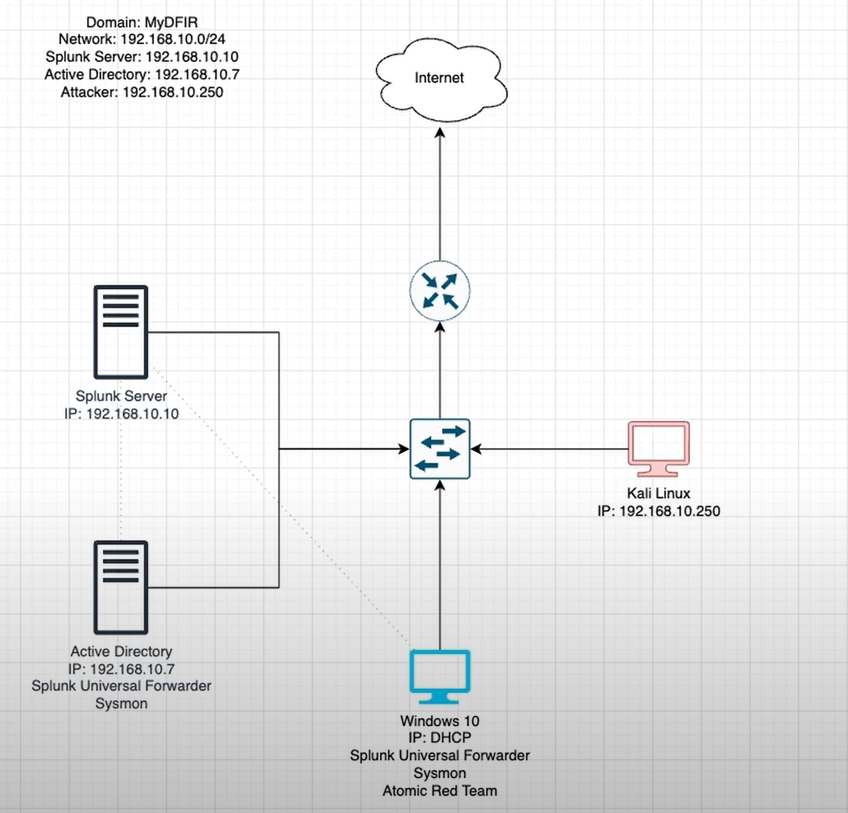 Domain: MyDFIR
Network: 192.168.10.0/24
Splunk Server: 192.168.10.10
Active Directory: 192.168.10.7
Attacker: 192.168.10.250
Internet
Splunk Server
IP: 192.168.10.10
Kali Linux
IP: 192.168.10.250
Active Directory
IP: 192.168.10.7
Splunk Universal Forwarder
Sysmon
Windows 10
IP: DHCP
Splunk Universal Forwarder
Sysmon
Atomic Red Team